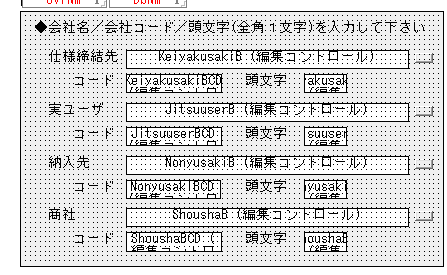 ◆会社名／会社コード／頭文字(全角１文字)を入力して下さい
仕様締結先 KeiyakusakiB (編集コントロール)
コード KeiyakusakiBCD 頭文字 akusak
実ユーザ JitsuuserB (編集コントロール)
コード JitsuuserBCD 頭文字 suuser
納入先 NonyusakiB (編集コントロール)
コード NonyusakiBCD 頭文字 yusaki
商社 ShoushaB (編集コントロール)
コード ShoushaBCD ( 頭文字 oushaB